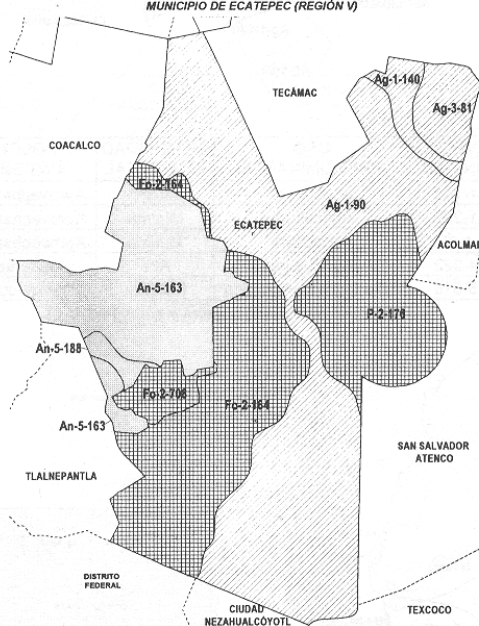 MUNICIPIO DE ECATEPEC (REGIÓN V)
Ag-1-140
TECÁMAC
Ag-3-81
COACALCO
Fo-2-164
Ag-1-90
ECATEPEC
ACOLMAN
An-5-163
P-2-176
An-5-188
Fo-2-708
Fo-2-164
An-5-163
SAN SALVADOR
ATENCO
TLALNEPANTLA
DISTRITO
FEDERAL
CIUDAD
NEZAHUALCÓYOTL
TEXCOCO